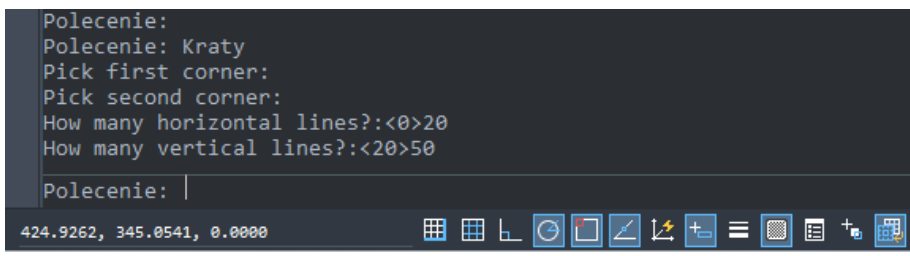 Polecenie:
Polecenie: Kraty
Pick first corner:
Pick second corner:
How many horizontal lines?:<0>20
How many vertical lines?:<20>50
Polecenie:
424.9262, 345.0541, 0.0000